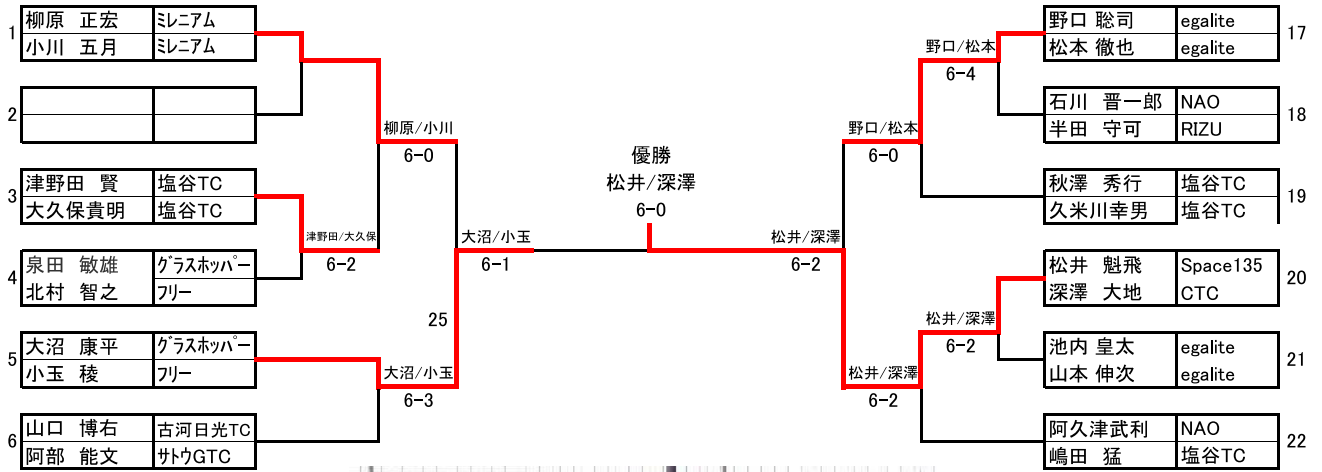 1
柳原 正宏 ミレニアム
小川 五月 ミレニアム
2
3
津野田 賢 塩谷TC
大久保貴明 塩谷TC
4
泉田 敏雄 グラスホッパー
北村 智之 フリー
5
大沼 康平 グラスホッパー
小玉 稜 フリー
6
山口 博右 古河日光TC
阿部 能文 サトウGTC
津野田/大久保
6-2
柳原/小川
6-0
大沼/小玉
6-3
25
大沼/小玉
6-1
優勝
松井/深澤
6-0
松井/深澤
6-2
野口/松本
6-0
松井/深澤
6-2
野口/松本
6-4
松井/深澤
6-2
野口 聡司 egalite
松本 徹也 egalite
17
石川 晋一郎 NAO
半田 守可 RIZU
18
秋澤 秀行 塩谷TC
久米川幸男 塩谷TC
19
松井 魁飛 Space135
深澤 大地 CTC
20
池内 皇太 egalite
山本 伸次 egalite
21
阿久津武利 NAO
嶋田 猛 塩谷TC
22